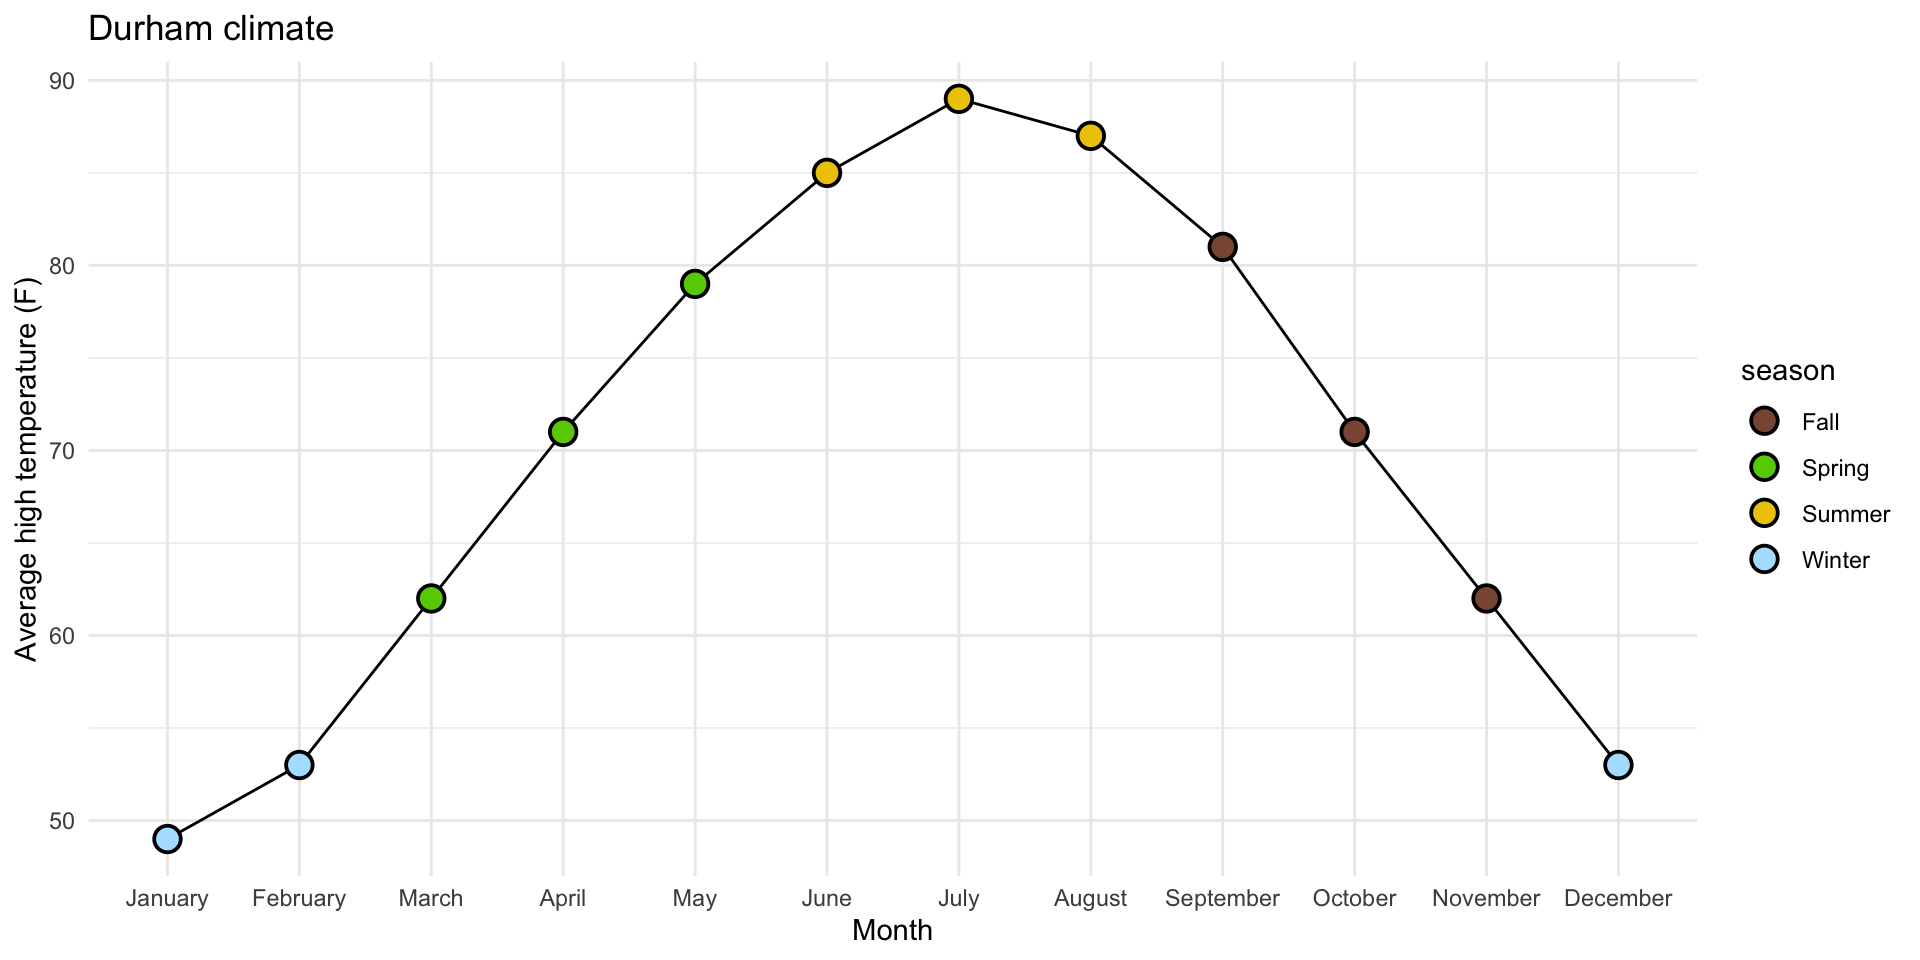 Durham climate
90
80
70
60
50
Average high temperature (F)
January February March April May June July August September October November December
Month
season
Fall
Spring
Summer
Winter